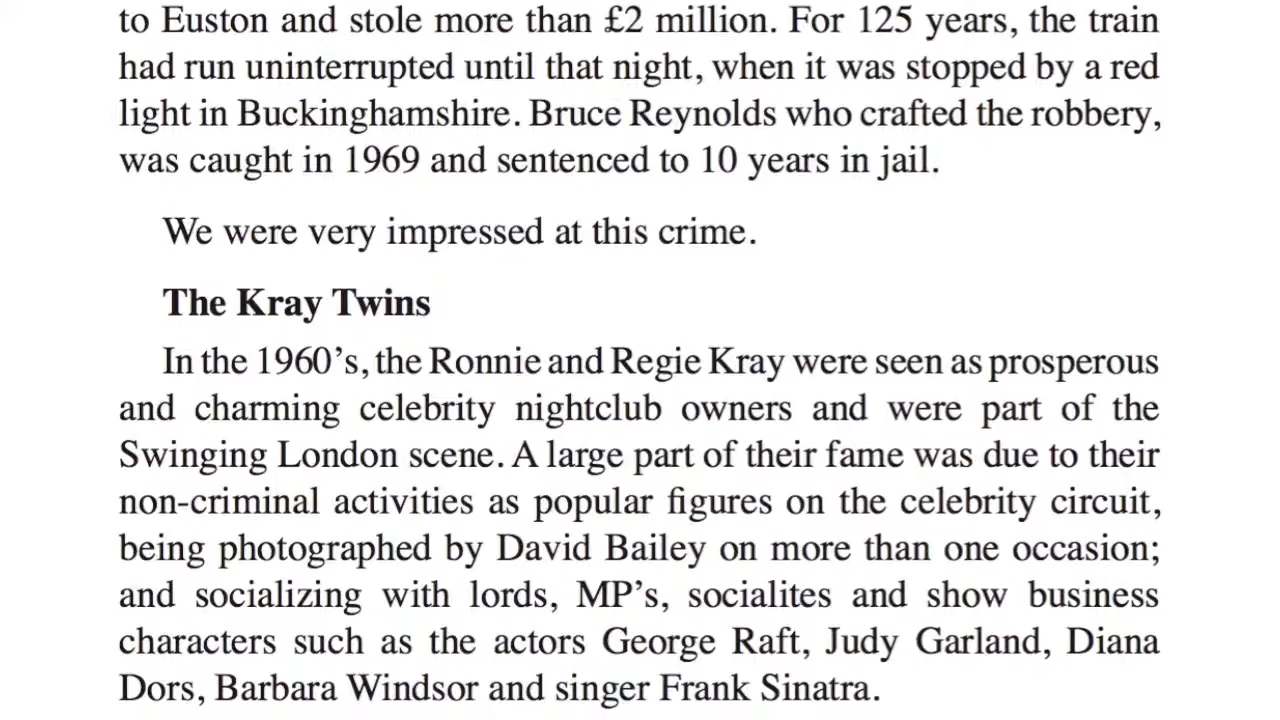 to Euston and stole more than £2 million. For 125 years, the train
had run uninterrupted until that night, when it was stopped by a red
light in Buckinghamshire. Bruce Reynolds who crafted the robbery,
was caught in 1969 and sentenced to 10 years in jail.
We were very impressed at this crime.
The Kray Twins
In the 1960’s, the Ronnie and Regie Kray were seen as prosperous
and charming celebrity nightclub owners and were part of the
Swinging London scene. A large part of their fame was due to their
non-criminal activities as popular figures on the celebrity circuit,
being photographed by David Bailey on more than one occasion;
and socializing with lords, MP’s, socialites and show business
characters such as the actors George Raft, Judy Garland, Diana
Dors, Barbara Windsor and singer Frank Sinatra.